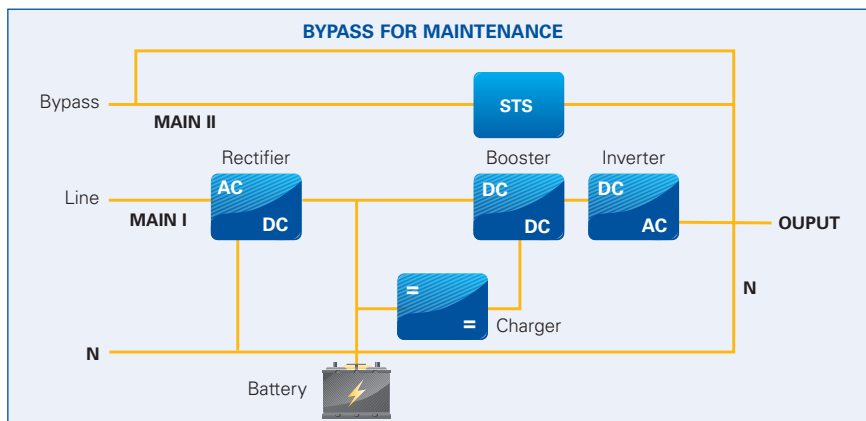 BYPASS FOR MAINTENANCE
Bypass
MAIN II
STS
Rectifier
Booster
Inverter
Line
MAIN I
AC
DC
DC
DC
DC
AC
OUPUT
N
=
=
Charger
N
Battery